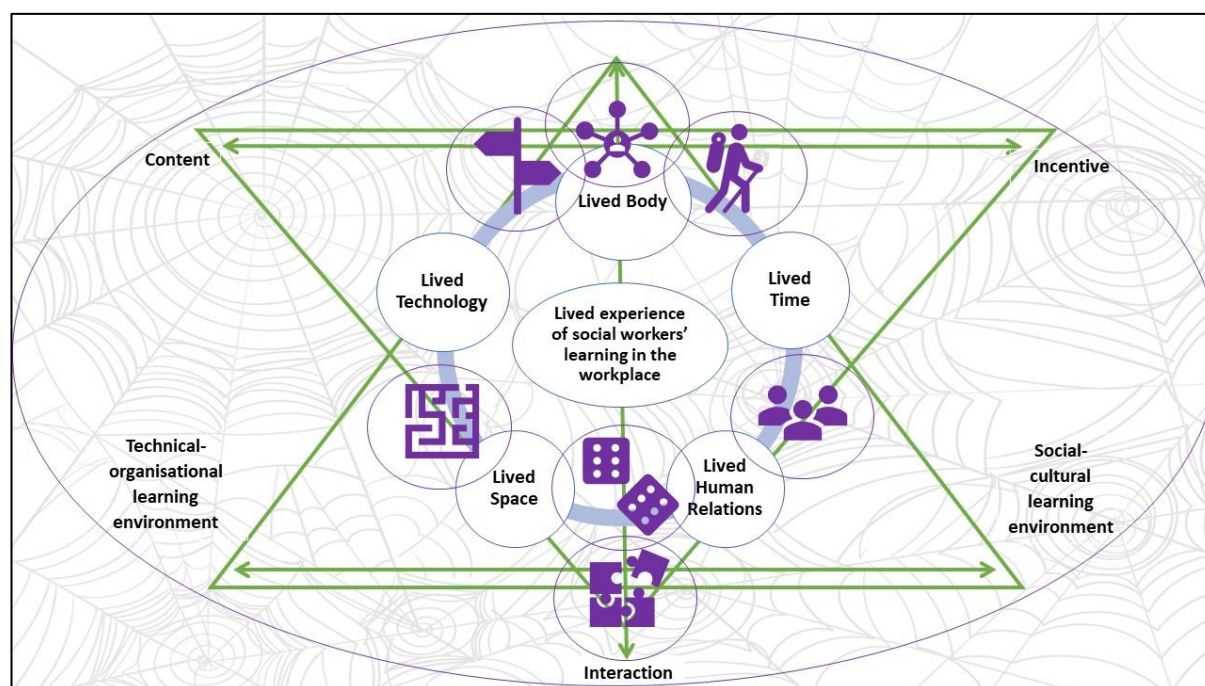 Content
Incentive
Lived Body
Lived
Technology
Lived
Time
Lived experience
of social workers’
learning in the
workplace
Technical-
organisational
learning
environment
Social-
cultural
learning
environment
Lived
Space
Lived
Human
Relations
Interaction